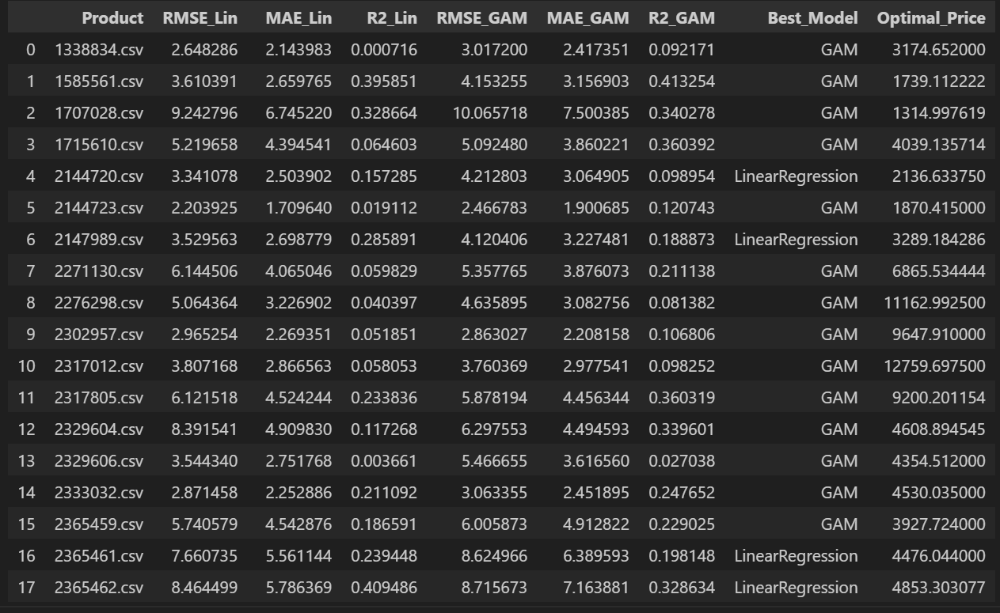 Product RMSE_Lin MAE_Lin R2_Lin RMSE_GAM MAE_GAM R2_GAM Best_Model Optimal_Price
0 1338834.csv 2.648286 2.143983 0.000716 3.017200 2.417351 0.092171 GAM 3174.652000
1 1585561.csv 3.610391 2.659765 0.395851 4.153255 3.156903 0.413254 GAM 1739.112222
2 1707028.csv 9.242796 6.745220 0.328664 10.065718 7.500385 0.340278 GAM 1314.997619
3 1715610.csv 5.219658 4.394541 0.064603 5.092480 3.860221 0.360392 GAM 4039.135714
4 2144720.csv 3.341078 2.503902 0.157285 4.212803 3.064905 0.098954 LinearRegression 2136.633750
5 2144723.csv 2.203925 1.709640 0.019112 2.466783 1.900685 0.120743 GAM 1870.415000
6 2147989.csv 3.529563 2.698779 0.285891 4.120406 3.227481 0.188873 LinearRegression 3289.184286
7 2271130.csv 6.144506 4.065046 0.059829 5.357765 3.876073 0.211138 GAM 6865.534444
8 2276298.csv 5.064364 3.226902 0.040397 4.635895 3.082756 0.081382 GAM 11162.992500
9 2302957.csv 2.965254 2.269351 0.051851 2.863027 2.208158 0.106806 GAM 9647.910000
10 2317012.csv 3.807168 2.866563 0.058053 3.760369 2.977541 0.098252 GAM 12759.697500
11 2317805.csv 6.121518 4.524244 0.233836 5.878194 4.456344 0.360319 GAM 9200.201154
12 2329604.csv 8.391541 4.909830 0.117268 6.297553 4.494593 0.339601 GAM 4608.894545
13 2329606.csv 3.544340 2.751768 0.003661 5.466655 3.616560 0.027038 GAM 4354.512000
14 2333032.csv 2.871458 2.252886 0.211092 3.063355 2.451895 0.247652 GAM 4530.035000
15 2365459.csv 5.740579 4.542876 0.186591 6.005873 4.912822 0.229025 GAM 3927.724000
16 2365461.csv 7.660735 5.561144 0.239448 8.624966 6.389593 0.198148 LinearRegression 4476.044000
17 2365462.csv 8.464499 5.786369 0.409486 8.715673 7.163881 0.328634 LinearRegression 4853.303077